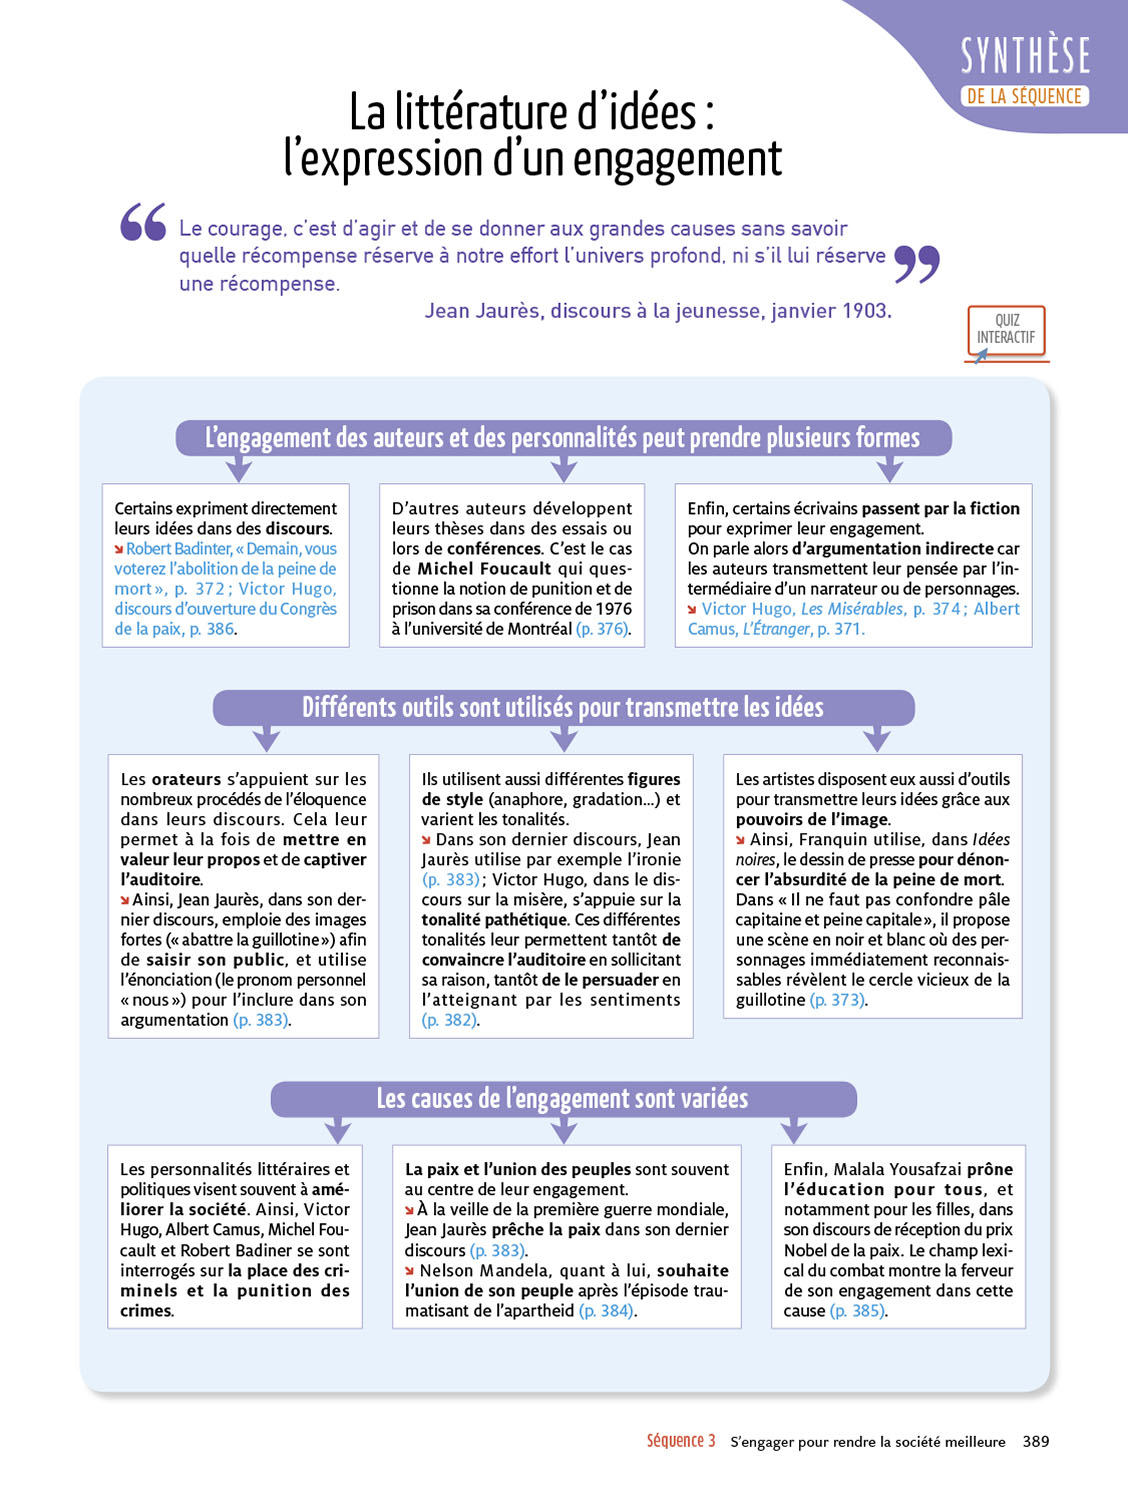 SYNTHÈSE
DE LA SÉQUENCE
La littérature d’idées :
l’expression d’un engagement
“ Le courage, c’est d’agir et de se donner aux grandes causes sans savoir
quelle récompense réserve à notre effort l’univers profond, ni s’il lui réserve ”
une récompense.
Jean Jaurès, discours à la jeunesse, janvier 1903.
QUIZ
INTERACTIF
L’engagement des auteurs et des personnalités peut prendre plusieurs formes
Certains expriment directement
leurs idées dans des discours.
↘ Robert Badinter, « Demain, vous
voterez l’abolition de la peine de
mort », p. 372 ; Victor Hugo,
discours d’ouverture du Congrès
de la paix, p. 386.
D’autres auteurs développent
leurs thèses dans des essais ou
lors de conférences. C’est le cas
de Michel Foucault qui ques-
tionne la notion de punition et de
prison dans sa conférence de 1976
à l’université de Montréal (p. 376).
Enfin, certains écrivains passent par la fiction
pour exprimer leur engagement.
On parle alors d’argumentation indirecte car
les auteurs transmettent leur pensée par l’in-
termédiaire d’un narrateur ou de personnages.
↘ Victor Hugo, Les Misérables, p. 374 ; Albert
Camus, L’Étranger, p. 371.
Différents outils sont utilisés pour transmettre les idées
Les orateurs s’appuient sur les
nombreux procédés de l’éloquence
dans leurs discours. Cela leur
permet à la fois de mettre en
valeur leur propos et de captiver
l’auditoire.
↘ Ainsi, Jean Jaurès, dans son der-
nier discours, emploie des images
fortes (« abattre la guillotine ») afin
de saisir son public, et utilise
l’énonciation (le pronom personnel
« nous ») pour l’inclure dans son
argumentation (p. 383).
Ils utilisent aussi différentes figures
de style (anaphore, gradation...) et
varient les tonalités.
↘ Dans son dernier discours, Jean
Jaurès utilise par exemple l’ironie
(p. 383) ; Victor Hugo, dans le dis-
cours sur la misère, s’appuie sur la
tonalité pathétique. Ces différentes
tonalités leur permettent tantôt de
convaincre l’auditoire en sollicitant
sa raison, tantôt de le persuader en
l’atteignant par les sentiments
(p. 382).
Les artistes disposent eux aussi d’outils
pour transmettre leurs idées grâce aux
pouvoirs de l’image.
↘ Ainsi, Franquin utilise, dans Idées
noires, le dessin de presse pour dénon-
cer l’absurdité de la peine de mort.
Dans « Il ne faut pas confondre pâle
capitaine et peine capitale », il propose
une scène en noir et blanc où des per-
sonnages immédiatement reconnais-
sables révèlent le cercle vicieux de la
guillotine (p. 373).
Les causes de l’engagement sont variées
Les personnalités littéraires et
politiques visent souvent à amé-
liorer la société. Ainsi, Victor
Hugo, Albert Camus, Michel Fou-
cault et Robert Badiner se sont
interrogés sur la place des cri-
minels et la punition des
crimes.
La paix et l’union des peuples sont souvent
au centre de leur engagement.
↘ À la veille de la première guerre mondiale,
Jean Jaurès prêche la paix dans son dernier
discours (p. 383).
↘ Nelson Mandela, quant à lui, souhaite
l’union de son peuple après l’épisode trau-
matisant de l’apartheid (p. 384).
Enfin, Malala Yousafzai prône
l’éducation pour tous, et
notamment pour les filles, dans
son discours de réception du prix
Nobel de la paix. Le champ lexi-
cal du combat montre la ferveur
de son engagement dans cette
cause (p. 385).
Séquence 3 S’engager pour rendre la société meilleure 389